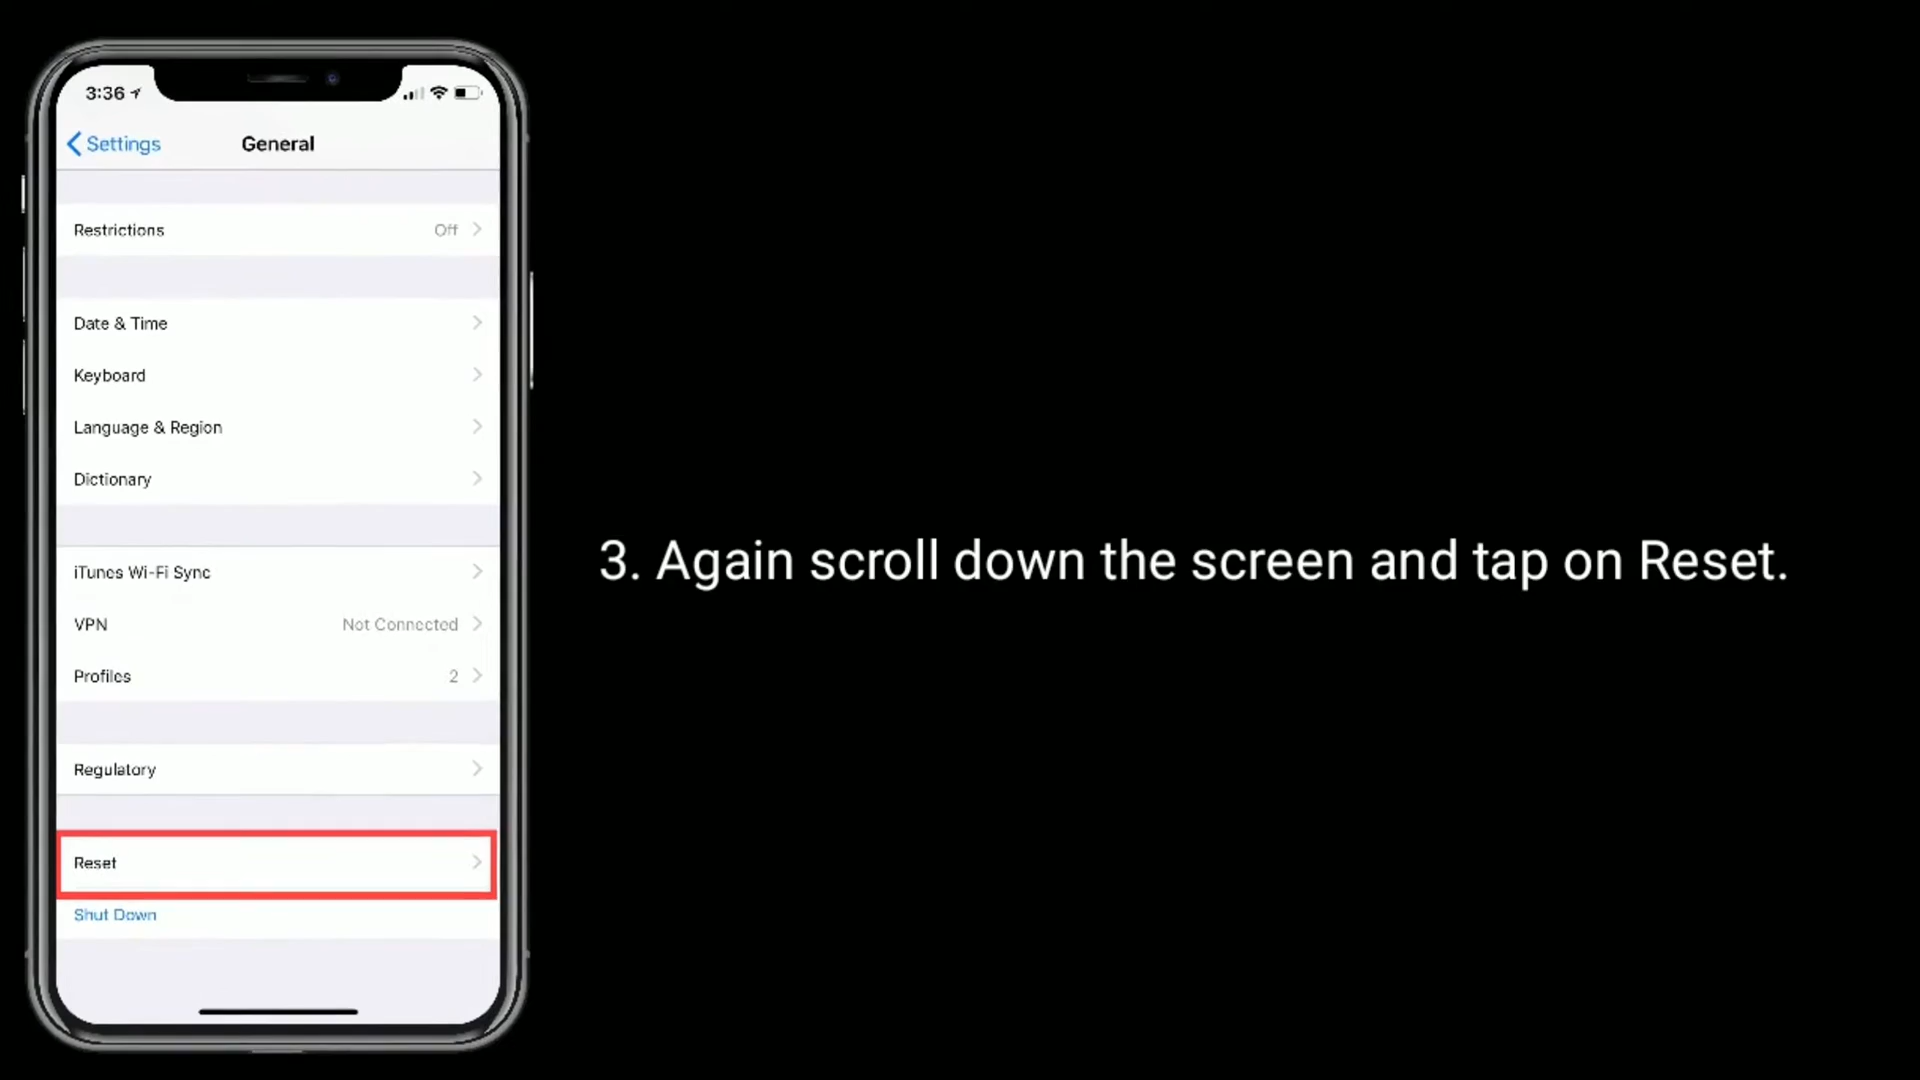 3:36
Settings
General
Restrictions
Off
Date & Time
Keyboard
Language & Region
Dictionary
iTunes Wi-Fi Sync
VPN
Not Connected
Profiles
2
Regulatory
Reset
Shut Down
3. Again scroll down the screen and tap on Reset.